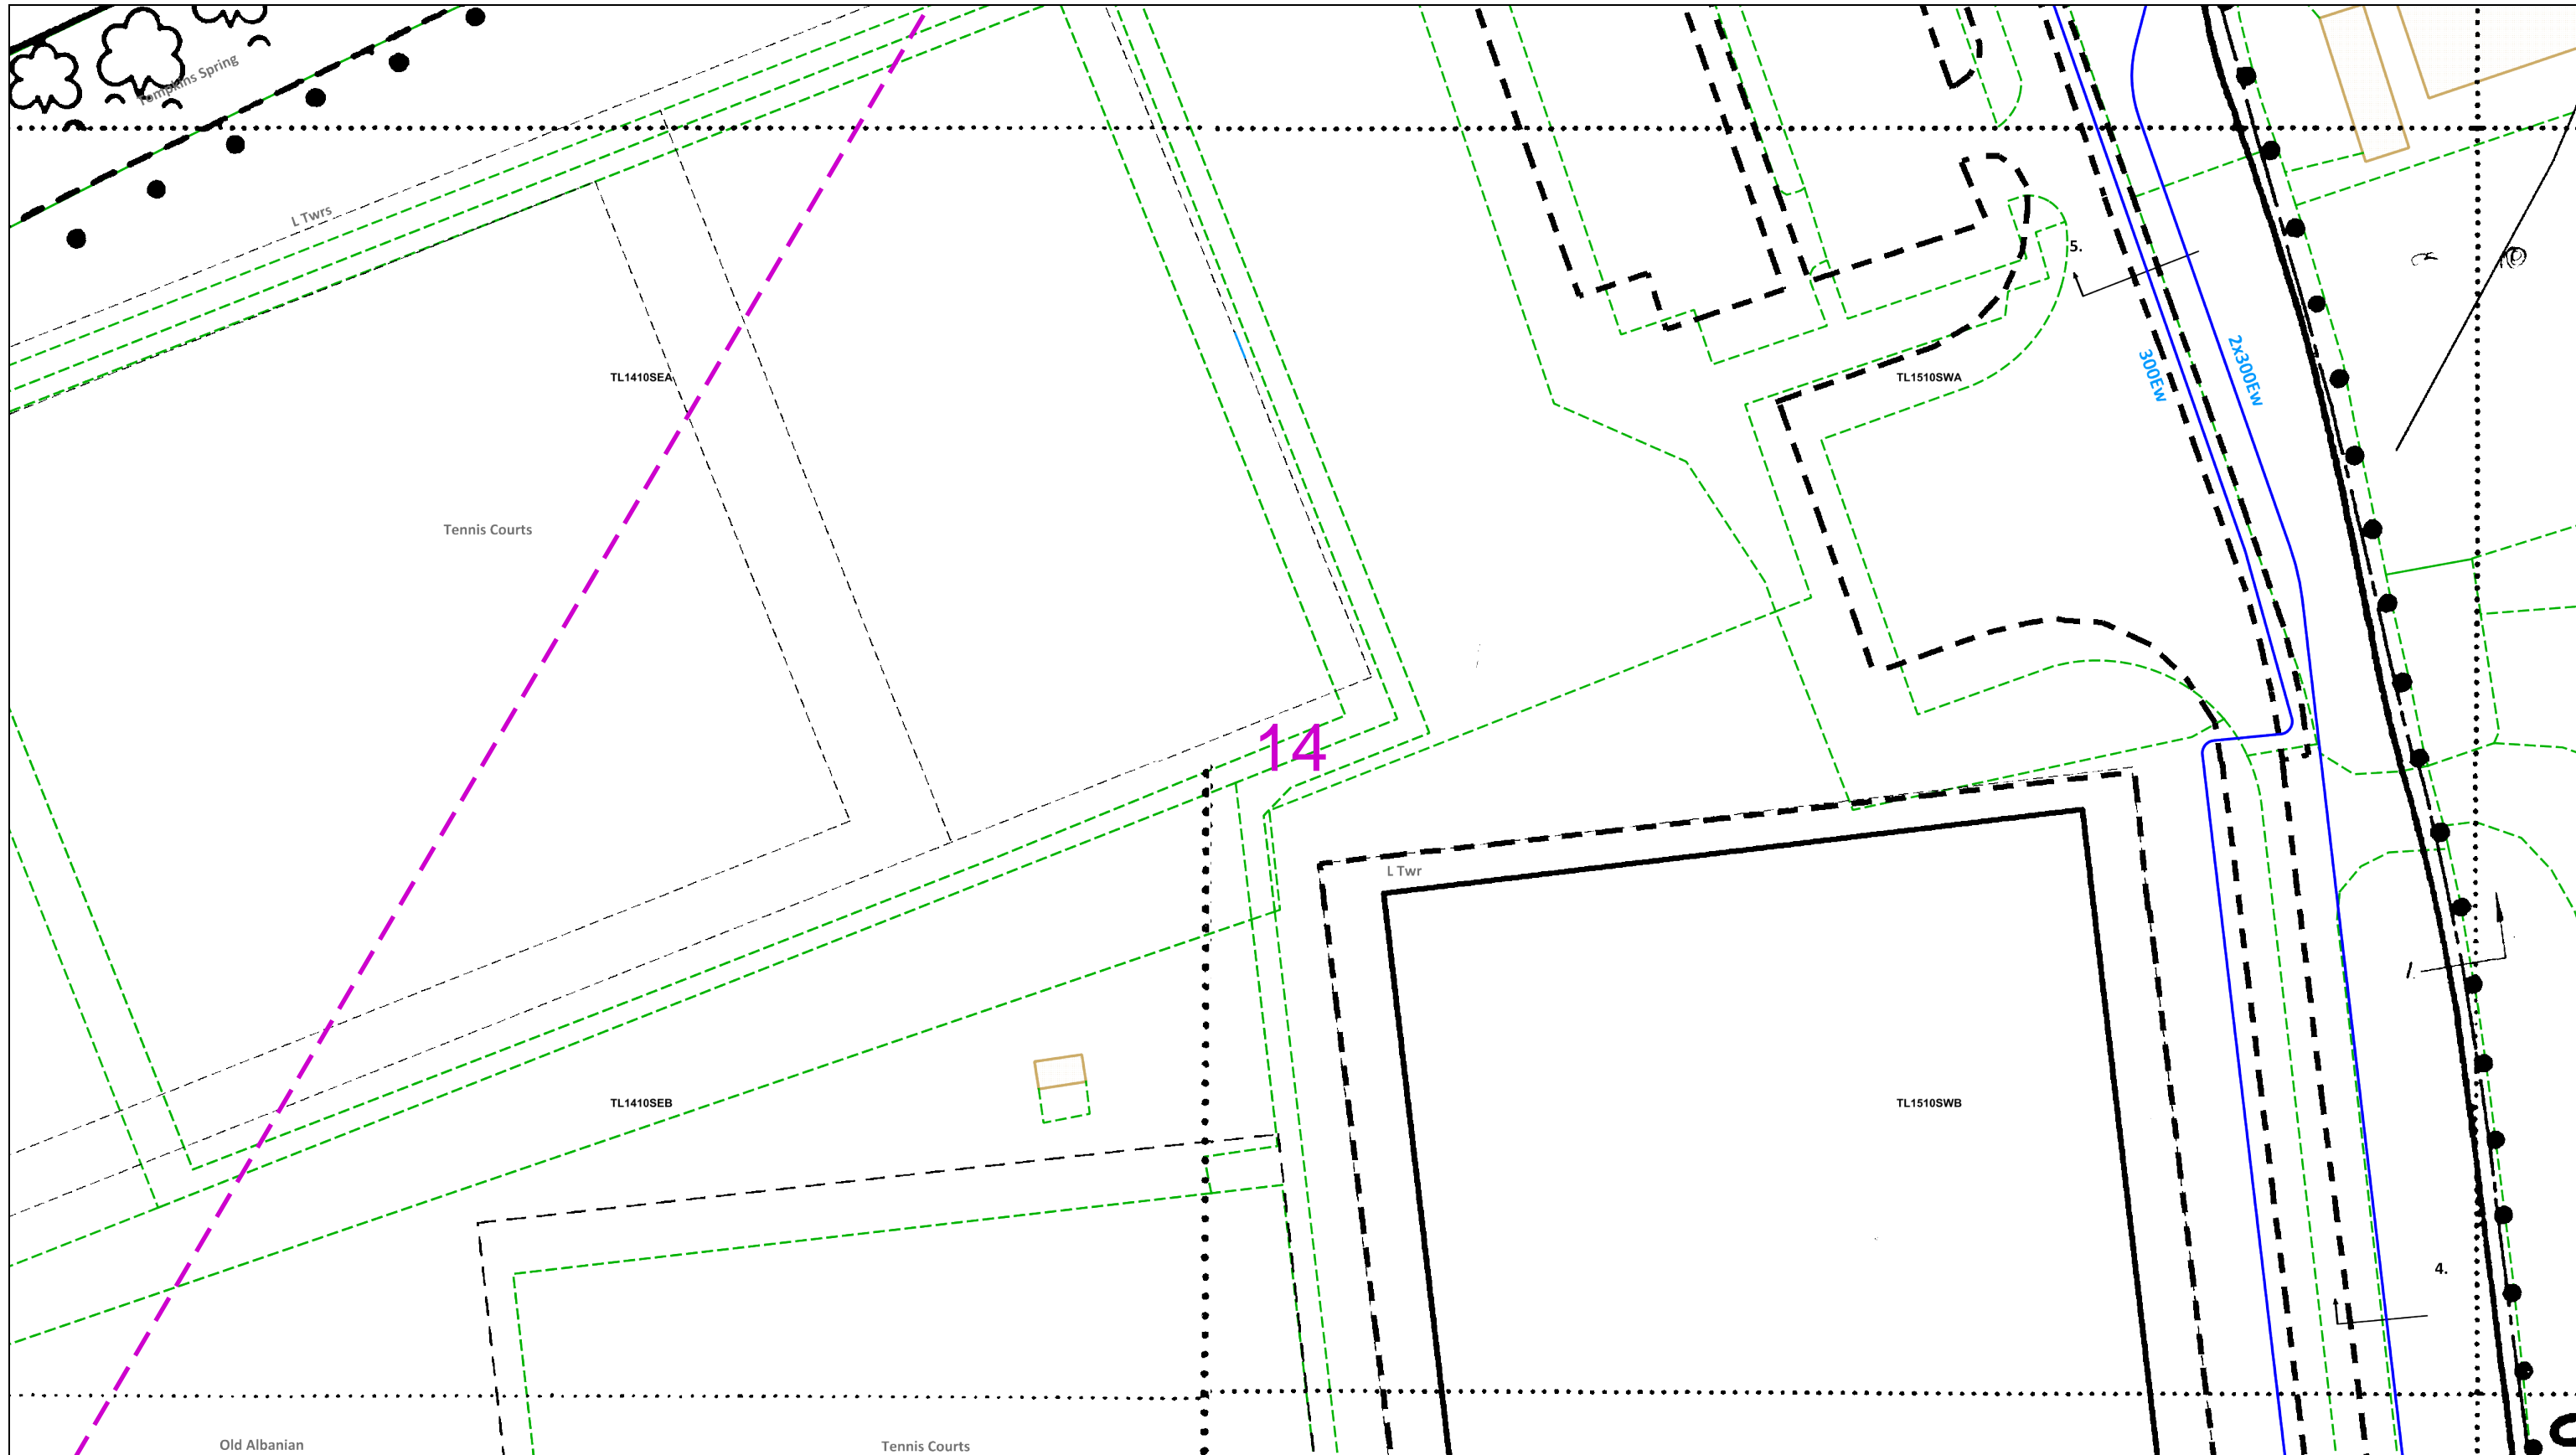 Tompkins Spring
L Twrs
5.
TL1410SEA
TL1510SWA
300Ew
2x300Ew
Tennis Courts
14
L Twr
1.
TL1410SEB
TL1510SWB
4.
Old Albanian
Tennis Courts